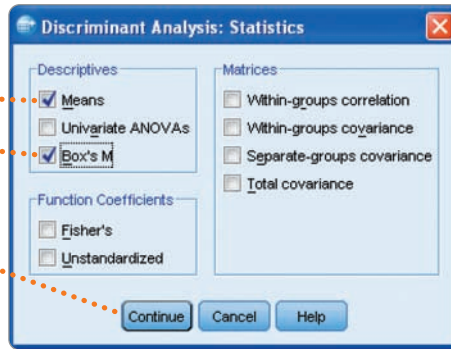 Discriminant Analysis: Statistics
Descriptives
Means
Univariate ANOVAs
Box's M
Function Coefficients
Fisher's
Unstandardized
Matrices
Within-groups correlation
Within-groups covariance
Separate-groups covariance
Total covariance
Continue
Cancel
Help